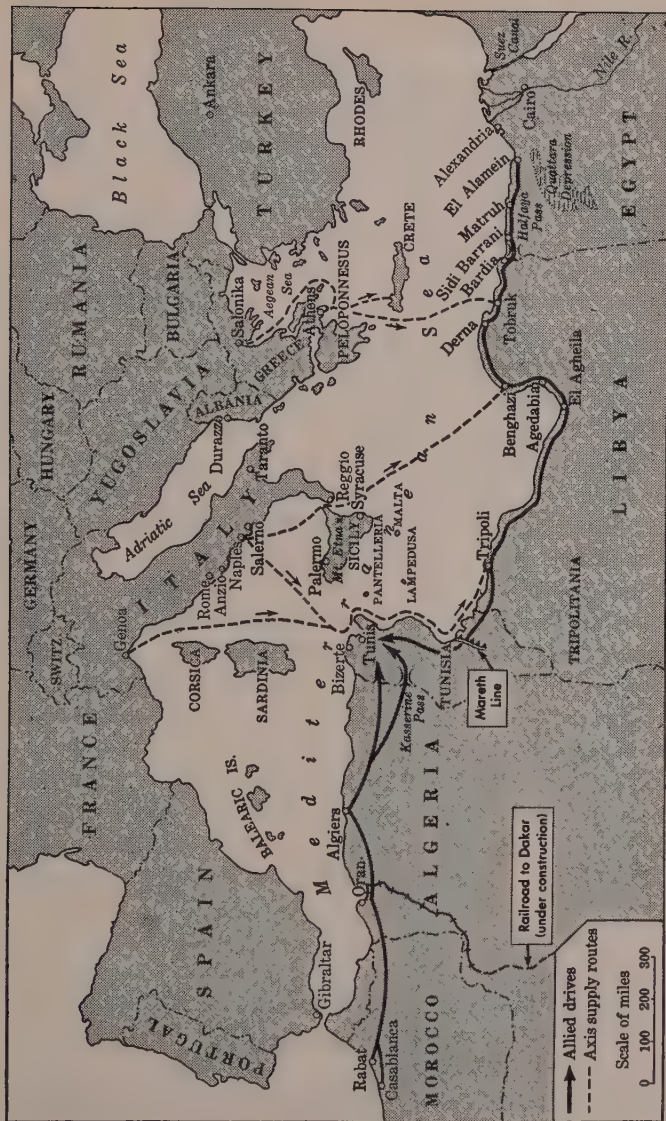 PORTUGAL
SPAIN
FRANCE
SWITZ
GERMANY
HUNGARY
RUMANIA
YUGOSLAVIA
BULGARIA
ALBANIA
GREECE
TURKEY
Black Sea
Ankara
Genoa
ITALY
Adriatic Sea
Durazzo
Taranto
Salonika
Aegean
Sea
Athens
PELOPONNESUS
CRETE
RHODES
CORSICA
SARDINIA
BALEARIC IS.
Rome
Anzio
Naples
Salerno
Reggio
Syracuse
Palermo
Mt. Etna
SICILY
PANTELLERIA
MALTA
LAMPEDUSA
Mediterranean
Sea
Gibraltar
Rabat
Casablanca
MOROCCO
Oran
Algiers
ALGERIA
Bizerte
Tunis
Kasserine
Pass
TUNISIA
Mareth
Line
Tripoli
TRIPOLITANIA
LIBYA
El Agheila
Agedabia
Benghazi
Derna
Tobruk
Bardia
Sidi Barrani
Halfaya
Pass
Matruh
El Alamein
Alexandria
Quattara
Depression
Cairo
Suez
Canal
Nile R.
EGYPT
Railroad to Dakar
(under construction)
Allied drives
Axis supply routes
Scale of miles
0 100 200 300